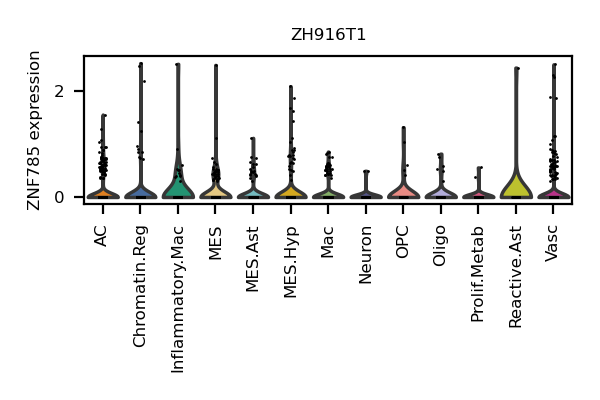 ZH916T1
ZNF785 expression
2
0
AC
Chromatin.Reg
Inflammatory.Mac
MES
MES.Ast
MES.Hyp
Mac
Neuron
OPC
Oligo
Prolif.Metab
Reactive.Ast
Vasc